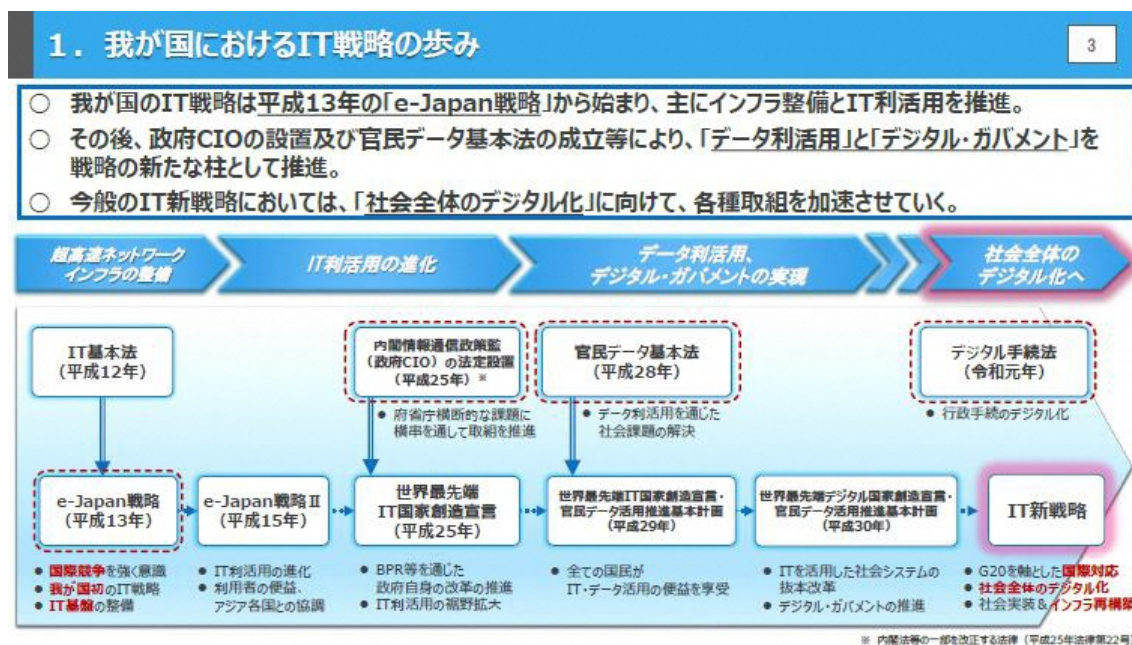 1．我が国におけるIT戦略の歩み
3
○ 我が国のIT戦略は平成13年の「e-Japan戦略」から始まり、主にインフラ整備とIT利活用を推進。
○ その後、政府CIOの設置及び官民データ基本法の成立等により、「データ利活用」と「デジタル・ガバメント」を
戦略の新たな柱として推進。
○ 今般のIT新戦略においては、「社会全体のデジタル化」に向けて、各種取組を加速させていく。
超高速ネットワーク
インフラの整備
IT利活用の進化
データ利活用、
デジタル・ガバメントの実現
社会全体の
デジタル化へ
IT基本法
（平成12年）
内閣情報通信政策監
（政府CIO）の法定設置
（平成25年）※
● 府省庁横断的な課題に
横串を通して取組を推進
官民データ基本法
（平成28年）
● データ利活用を通じた
社会課題の解決
デジタル手続法
（令和元年）
● 行政手続のデジタル化
e-Japan戦略
（平成13年）
e-Japan戦略Ⅱ
（平成15年）
世界最先端
IT国家創造宣言
（平成25年）
世界最先端IT国家創造宣言・
官民データ活用推進基本計画
（平成29年）
世界最先端デジタル国家創造宣言・
官民データ活用推進基本計画
（平成30年）
IT新戦略
● 国際競争を強く意識
● 我が国初のIT戦略
● IT基盤の整備
● IT利活用の進化
● 利用者の便益、
アジア各国との協調
● BPR等を通じた
政府自身の改革の推進
● IT利活用の裾野拡大
● 全ての国民が
IT・データ活用の便益を享受
● ITを活用した社会システムの
抜本改革
● デジタル・ガバメントの推進
● G20を軸とした国際対応
● 社会全体のデジタル化
● 社会実装＆インフラ再構築
※ 内閣法等の一部を改正する法律（平成25年法律第22号）